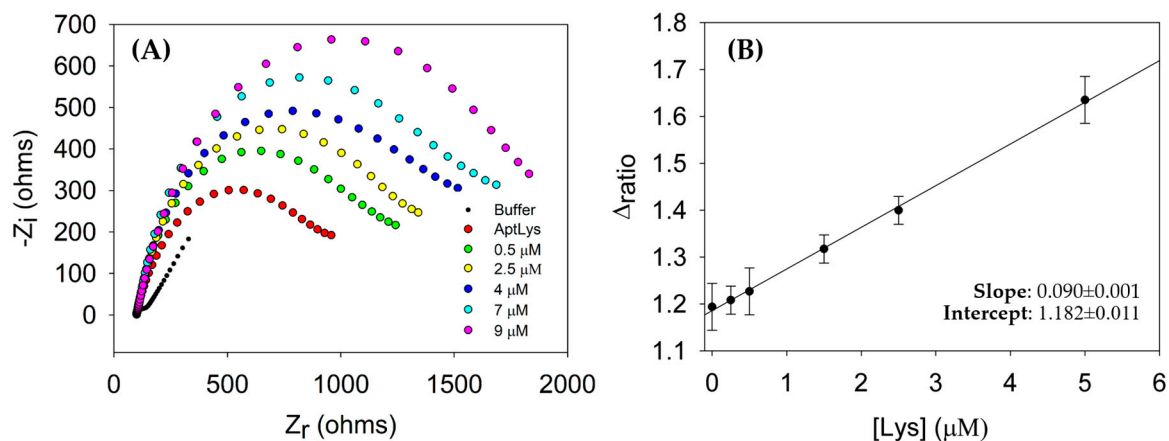 (A)
700
600
500
400
300
200
100
0
-Zi (ohms)
Buffer
AptLys
0.5 μM
2.5 μM
4 μM
7 μM
9 μM
0 500 1000 1500 2000
Zr (ohms)
(B)
1.8
1.7
1.6
1.5
1.4
1.3
1.2
1.1
Δratio
Slope: 0.090±0.001
Intercept: 1.182±0.011
0 1 2 3 4 5 6
[Lys] (μM)